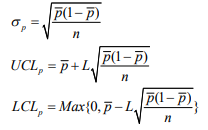 σ_p = √(p̄(1−p̄)/n)
UCL_p = p̄ + L√(p̄(1−p̄)/n)
LCL_p = Max{0, p̄ − L√(p̄(1−p̄)/n)}